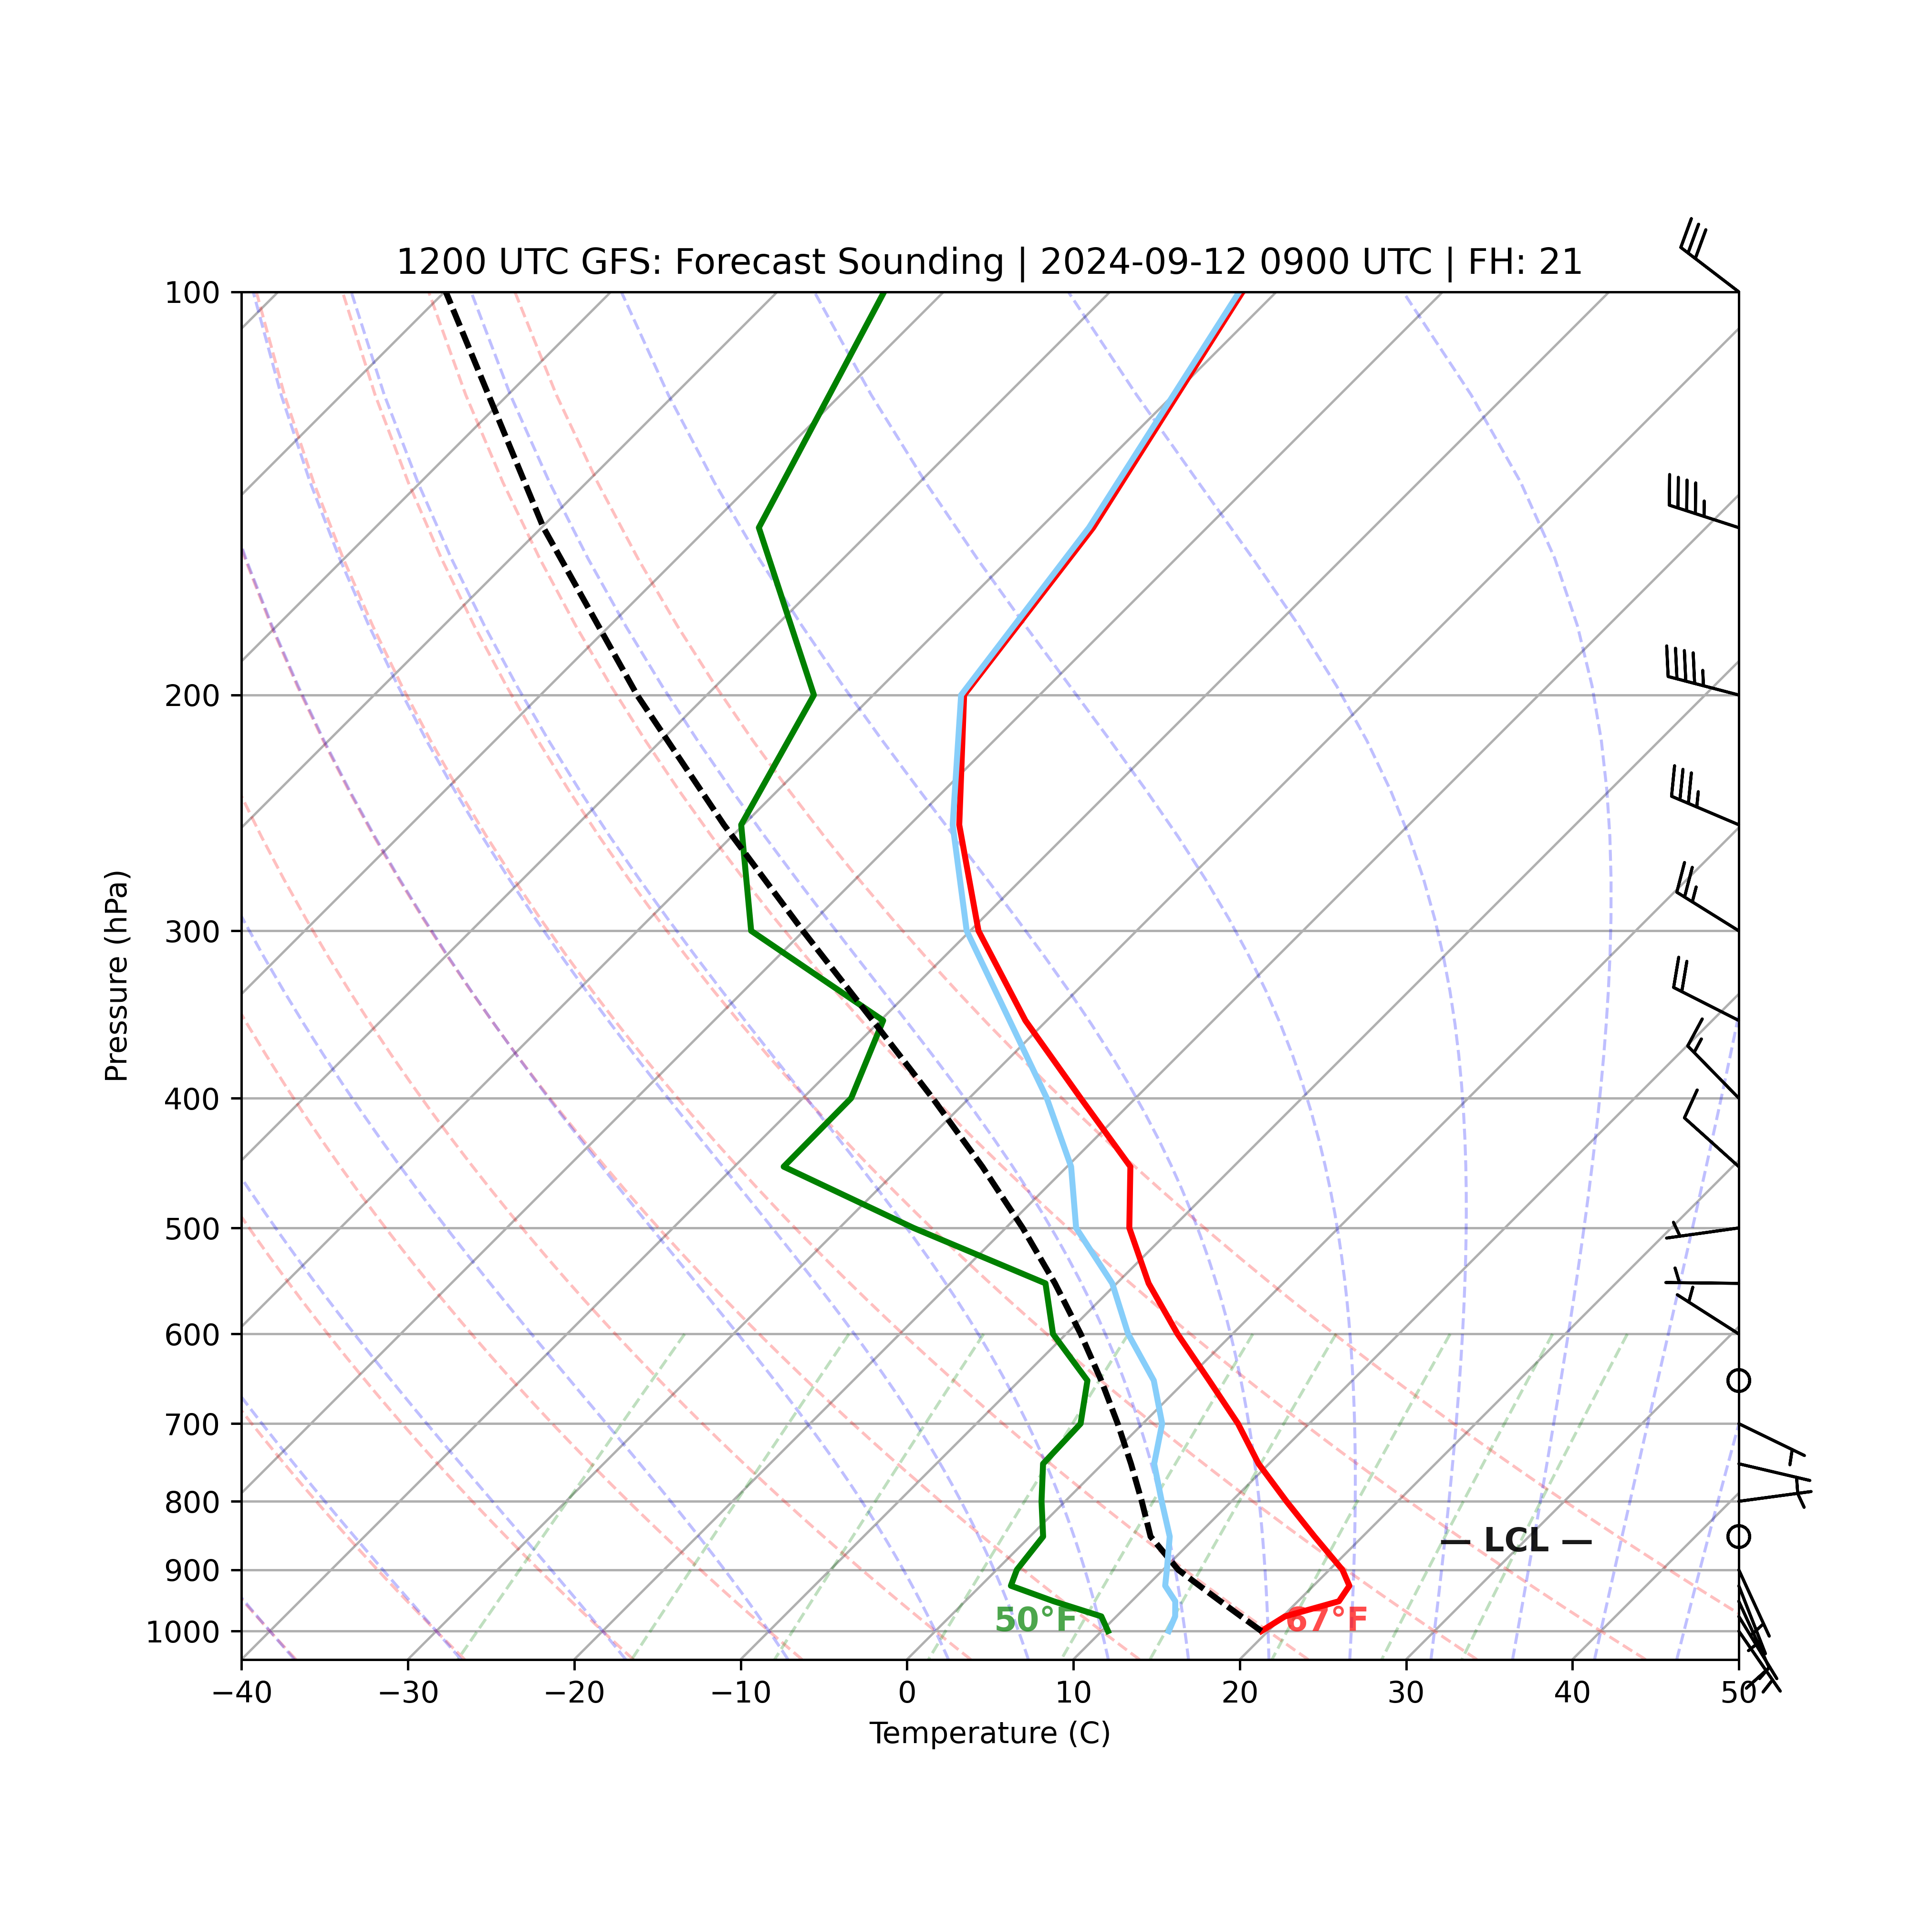 1200 UTC GFS: Forecast Sounding | 2024-09-12 0900 UTC | FH: 21
100
200
300
400
500
600
700
800
900
1000
Pressure (hPa)
— LCL —
50°F
67°F
−40 −30 −20 −10 0 10 20 30 40 50
Temperature (C)